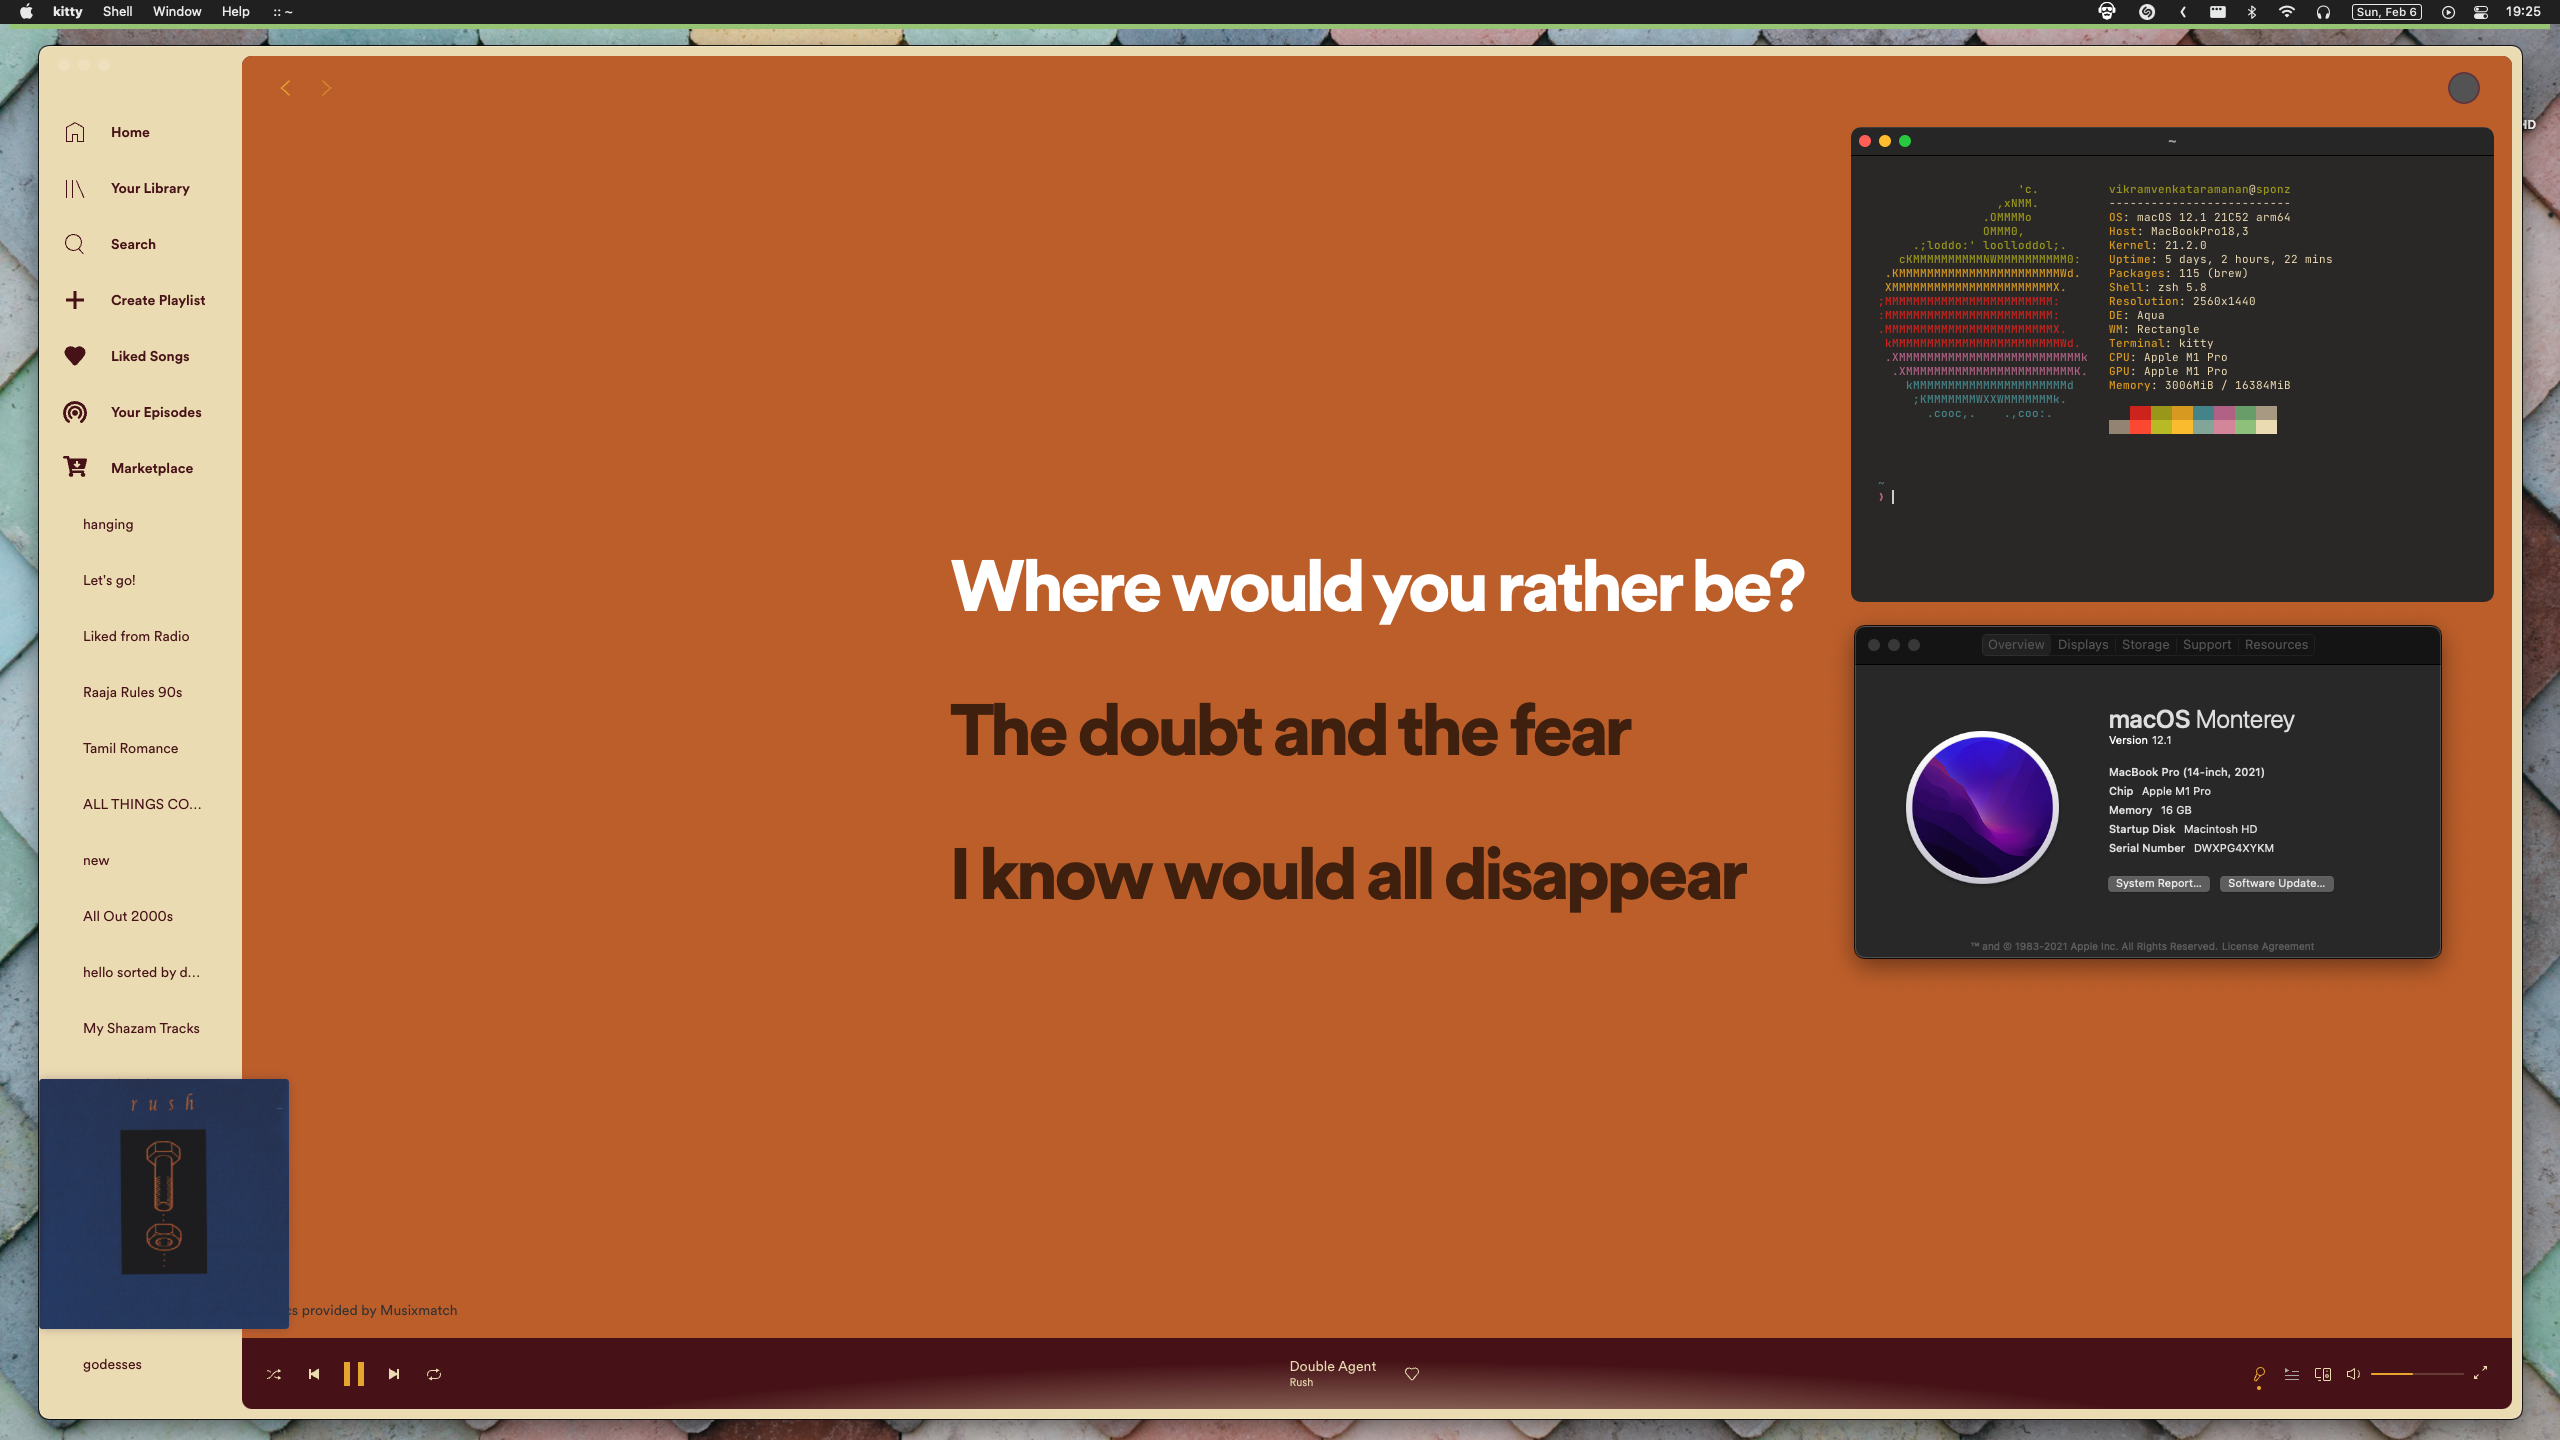 kitty Shell Window Help :: ~
Sun, Feb 6 19:25
HD
Home
Your Library
Search
Create Playlist
Liked Songs
Your Episodes
Marketplace
hanging
Let's go!
Liked from Radio
Raaja Rules 90s
Tamil Romance
ALL THINGS CO...
new
All Out 2000s
hello sorted by d...
My Shazam Tracks
rush
godesses
Where would you rather be?
The doubt and the fear
I know would all disappear
cs provided by Musixmatch
~
'c.
,xNMM.
.OMMMMo
OMMM0,
.;loddo:' loolloddol;.
cKMMMMMMMMMMNWMMMMMMMMMM0:
.KMMMMMMMMMMMMMMMMMMMMMMMWd.
XMMMMMMMMMMMMMMMMMMMMMMMX.
;MMMMMMMMMMMMMMMMMMMMMMMM:
:MMMMMMMMMMMMMMMMMMMMMMMM:
.MMMMMMMMMMMMMMMMMMMMMMMMX.
kMMMMMMMMMMMMMMMMMMMMMMMMWd.
.XMMMMMMMMMMMMMMMMMMMMMMMMMMk
.XMMMMMMMMMMMMMMMMMMMMMMMMK.
kMMMMMMMMMMMMMMMMMMMMMMd
;KMMMMMMMWXXWMMMMMMMk.
.cooc,. .,coo:.
vikramvenkataramanan@sponz
--------------------------
OS: macOS 12.1 21C52 arm64
Host: MacBookPro18,3
Kernel: 21.2.0
Uptime: 5 days, 2 hours, 22 mins
Packages: 115 (brew)
Shell: zsh 5.8
Resolution: 2560x1440
DE: Aqua
WM: Rectangle
Terminal: kitty
CPU: Apple M1 Pro
GPU: Apple M1 Pro
Memory: 3006MiB / 16384MiB
~
❯
Overview Displays Storage Support Resources
macOS Monterey
Version 12.1
MacBook Pro (14-inch, 2021)
Chip Apple M1 Pro
Memory 16 GB
Startup Disk Macintosh HD
Serial Number DWXPG4XYKM
System Report... Software Update...
™ and © 1983-2021 Apple Inc. All Rights Reserved. License Agreement
Double Agent
Rush